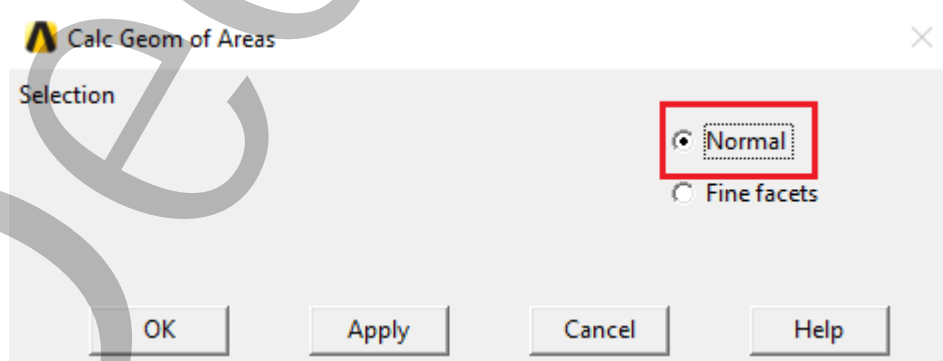 Calc Geom of Areas
Selection
Normal
Fine facets
OK Apply Cancel Help